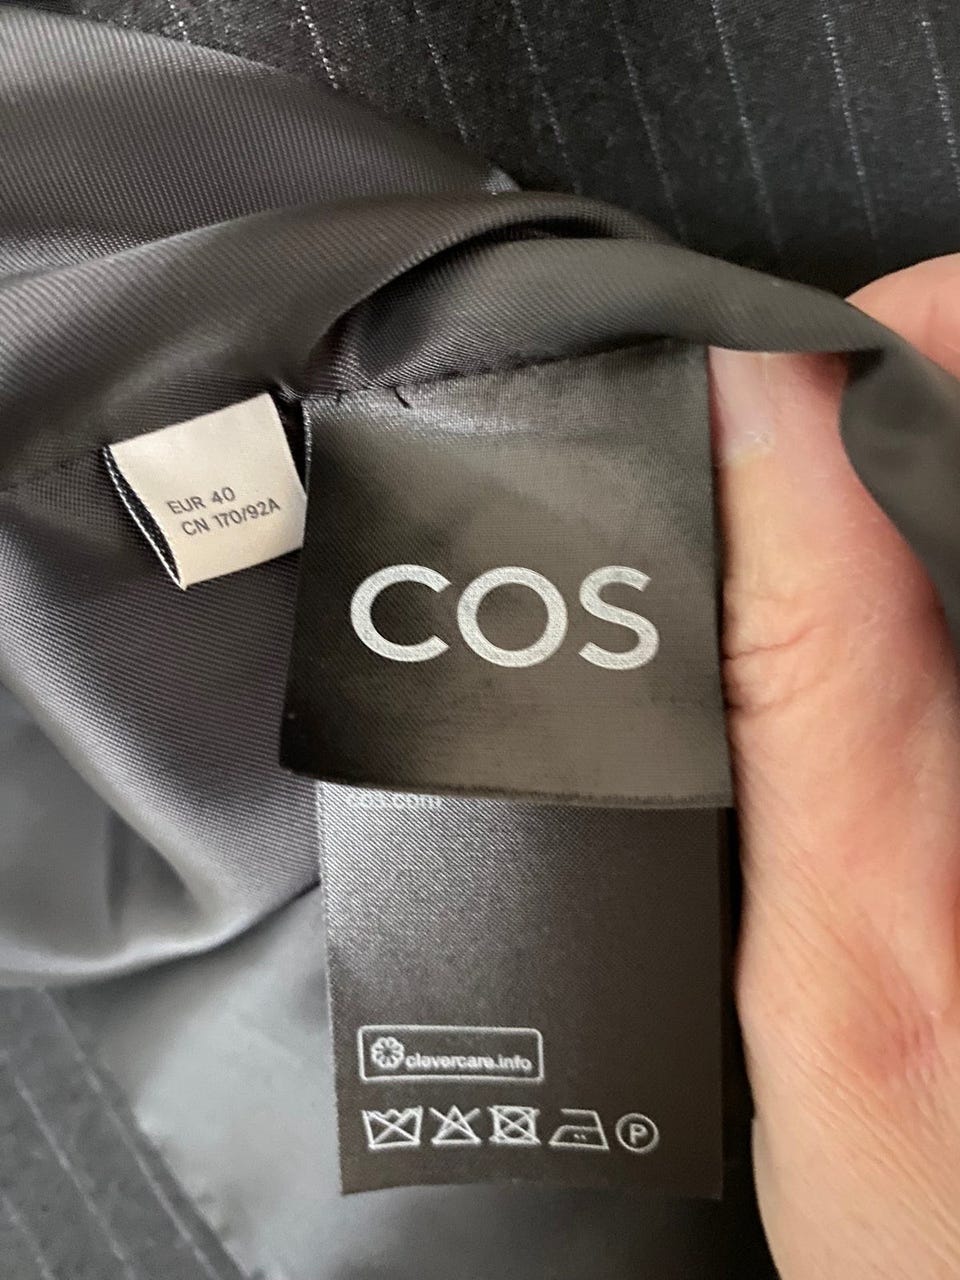 EUR 40
CN 170/92A
COS
cos.com
clevercare.info
P